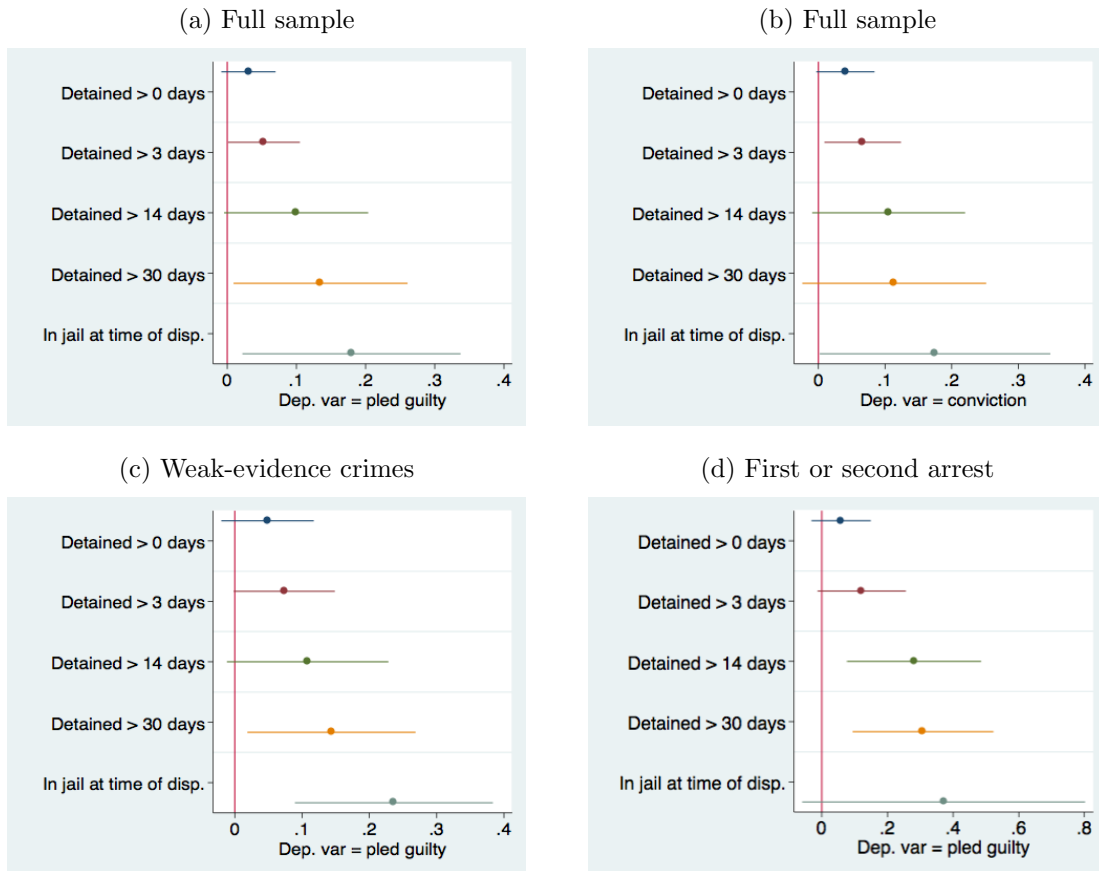 (a) Full sample
Detained > 0 days
Detained > 3 days
Detained > 14 days
Detained > 30 days
In jail at time of disp.
0 .1 .2 .3 .4
Dep. var = pled guilty
(b) Full sample
Detained > 0 days
Detained > 3 days
Detained > 14 days
Detained > 30 days
In jail at time of disp.
0 .1 .2 .3 .4
Dep. var = conviction
(c) Weak-evidence crimes
Detained > 0 days
Detained > 3 days
Detained > 14 days
Detained > 30 days
In jail at time of disp.
0 .1 .2 .3 .4
Dep. var = pled guilty
(d) First or second arrest
Detained > 0 days
Detained > 3 days
Detained > 14 days
Detained > 30 days
In jail at time of disp.
0 .2 .4 .6 .8
Dep. var = pled guilty